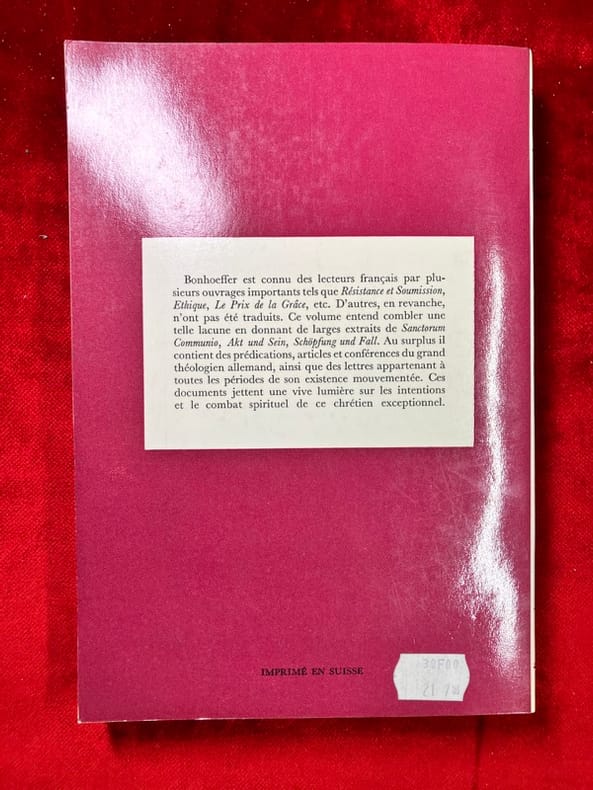 Bonhoeffer est connu des lecteurs français par plu-
sieurs ouvrages importants tels que Résistance et Soumission,
Ethique, Le Prix de la Grâce, etc. D'autres, en revanche,
n'ont pas été traduits. Ce volume entend combler une
telle lacune en donnant de larges extraits de Sanctorum
Communio, Akt und Sein, Schöpfung und Fall. Au surplus il
contient des prédications, articles et conférences du grand
théologien allemand, ainsi que des lettres appartenant à
toutes les périodes de son existence mouvementée. Ces
documents jettent une vive lumière sur les intentions
et le combat spirituel de ce chrétien exceptionnel.
IMPRIMÉ EN SUISSE
30F00